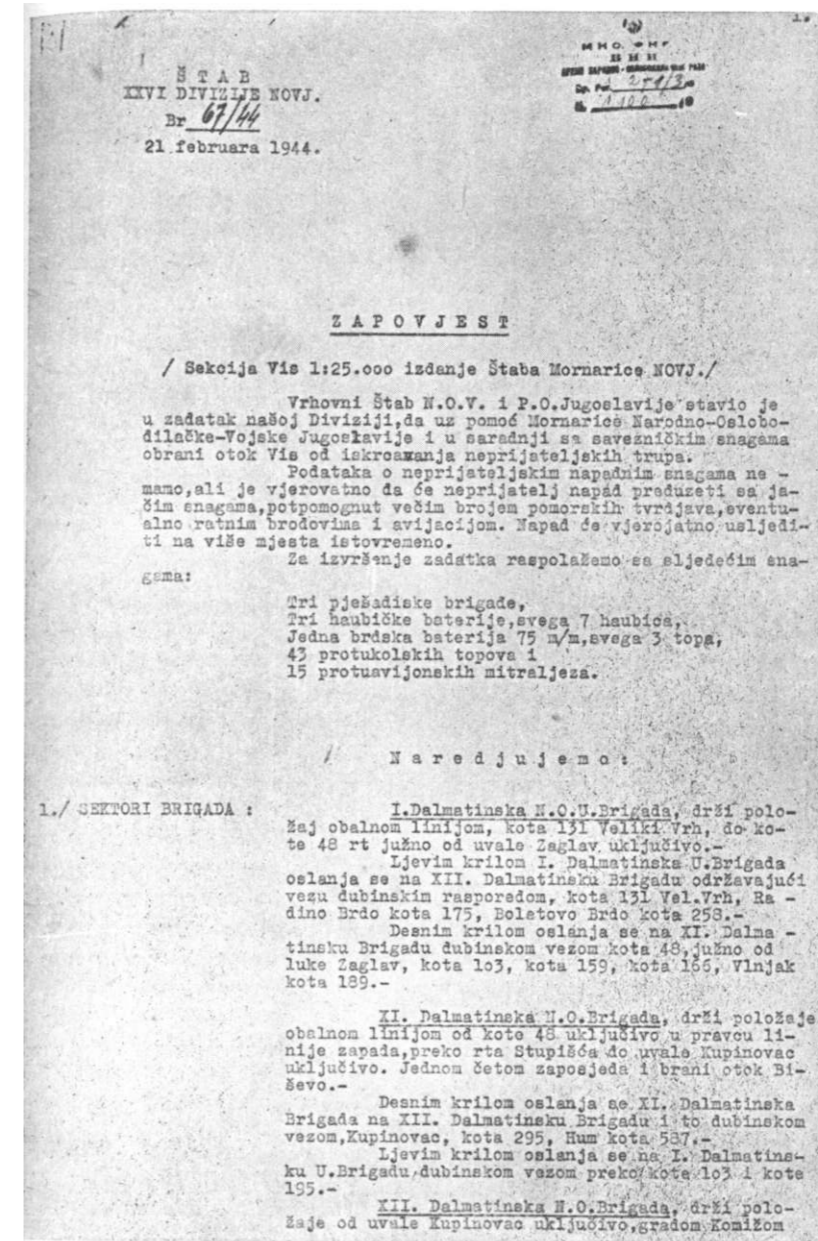 Š T A B
XXVI DIVIZIJE NOVJ.
Br 67/44
21 februara 1944.
Z A P O V J E S T
/ Sekcija Vis 1:25.ooo izdanje Štaba Mornarice NOVJ./
Vrhovni Štab N.O.V. i P.O.Jugoslavije stavio je
u zadatak našoj Diviziji,da uz pomoć Mornarice Narodno-Oslobo-
dilačke-Vojske Jugoslavije i u saradnji sa savezničkim snagama
obrani otok Vis od iskrcavanja neprijateljskih trupa.
Podataka o neprijateljskim napadnim snagama ne -
mamo,ali je vjerovatno da će neprijatelj napad preduzeti sa ja-
čim snagama,potpomognut večim brojem pomorskih tvrdjava,eventu-
alno ratnim brodovima i avijacijom. Napad će vjerojatno usljedi-
ti na više mjesta istovremeno.
Za izvršenje zadatka raspolažemo sa sljedećim sna-
gama:
Tri pješadiske brigade,
Tri haubičke baterije,svega 7 haubica,
Jedna brdska baterija 75 m/m,svega 3 topa,
43 protukolskih topova i
15 protuavijonskih mitraljeza.
N a r e d j u j e m o :
1./ SEKTORI BRIGADA :
I.Dalmatinska N.O.U.Brigada, drži polo-
žaj obalnom linijom, kota 131 Veliki Vrh, do ko-
te 48 rt južno od uvale Zaglav uključivo.-
Ljevim krilom I. Dalmatinska U.Brigada
oslanja se na XII. Dalmatinsku Brigadu održavajući
vezu dubinskim rasporedom, kota 131 Vel.Vrh, Ra -
dino Brdo kota 175, Boletovo Brdo kota 258.-
Desnim krilom oslanja se na XI. Dalma -
tinsku Brigadu dubinskom vezom kota 48,južno od
luke Zaglav, kota 1o3, kota 159, kota 166, Vlnjak
kota 189.-
XI. Dalmatinska N.O.Brigada, drži položaje
obalnom linijom od kote 48 uključivo u pravcu li-
nije zapada,preko rta Stupišća do uvale Kupinovac
uključivo. Jednom četom zaposjeda i brani otok Bi-
ševo.-
Desnim krilom oslanja se XI. Dalmatinska
Brigada na XII. Dalmatinsku Brigadu i to dubinskom
vezom,Kupinovac, kota 295, Hum kota 587.-
Ljevim krilom oslanja se na I. Dalmatins-
ku U.Brigadu dubinskom vezom preko kote 1o3 i kote
195.-
XII. Dalmatinska N.O.Brigada, drži polo-
žaje od uvale Kupinovac uključivo,gradom Komižom